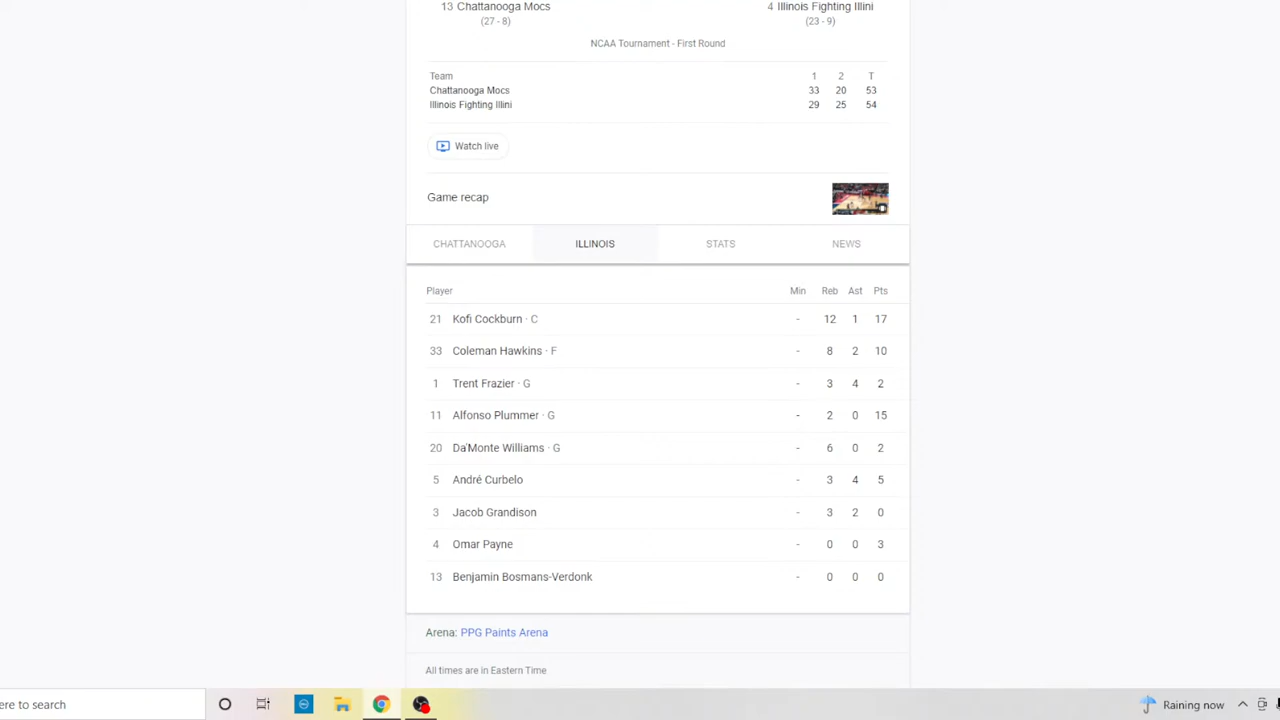 13 Chattanooga Mocs 4 Illinois Fighting Illini
(27 - 8) (23 - 9)
NCAA Tournament - First Round
Team 1 2 T
Chattanooga Mocs 33 20 53
Illinois Fighting Illini 29 25 54
Watch live
Game recap
CHATTANOOGA ILLINOIS STATS NEWS
Player Min Reb Ast Pts
21 Kofi Cockburn · C - 12 1 17
33 Coleman Hawkins · F - 8 2 10
1 Trent Frazier · G - 3 4 2
11 Alfonso Plummer · G - 2 0 15
20 Da'Monte Williams · G - 6 0 2
5 André Curbelo - 3 4 5
3 Jacob Grandison - 3 2 0
4 Omar Payne - 0 0 3
13 Benjamin Bosmans-Verdonk - 0 0 0
Arena: PPG Paints Arena
All times are in Eastern Time
ere to search Raining now